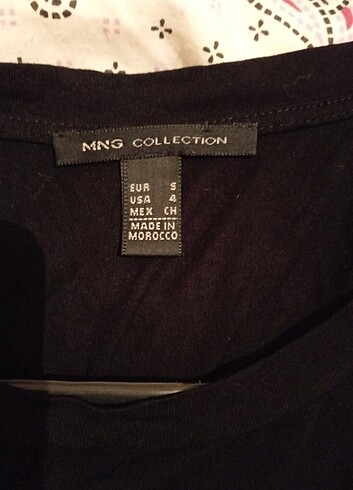 MNG COLLECTION
EUR S
USA 4
MEX CH
MADE IN
MOROCCO